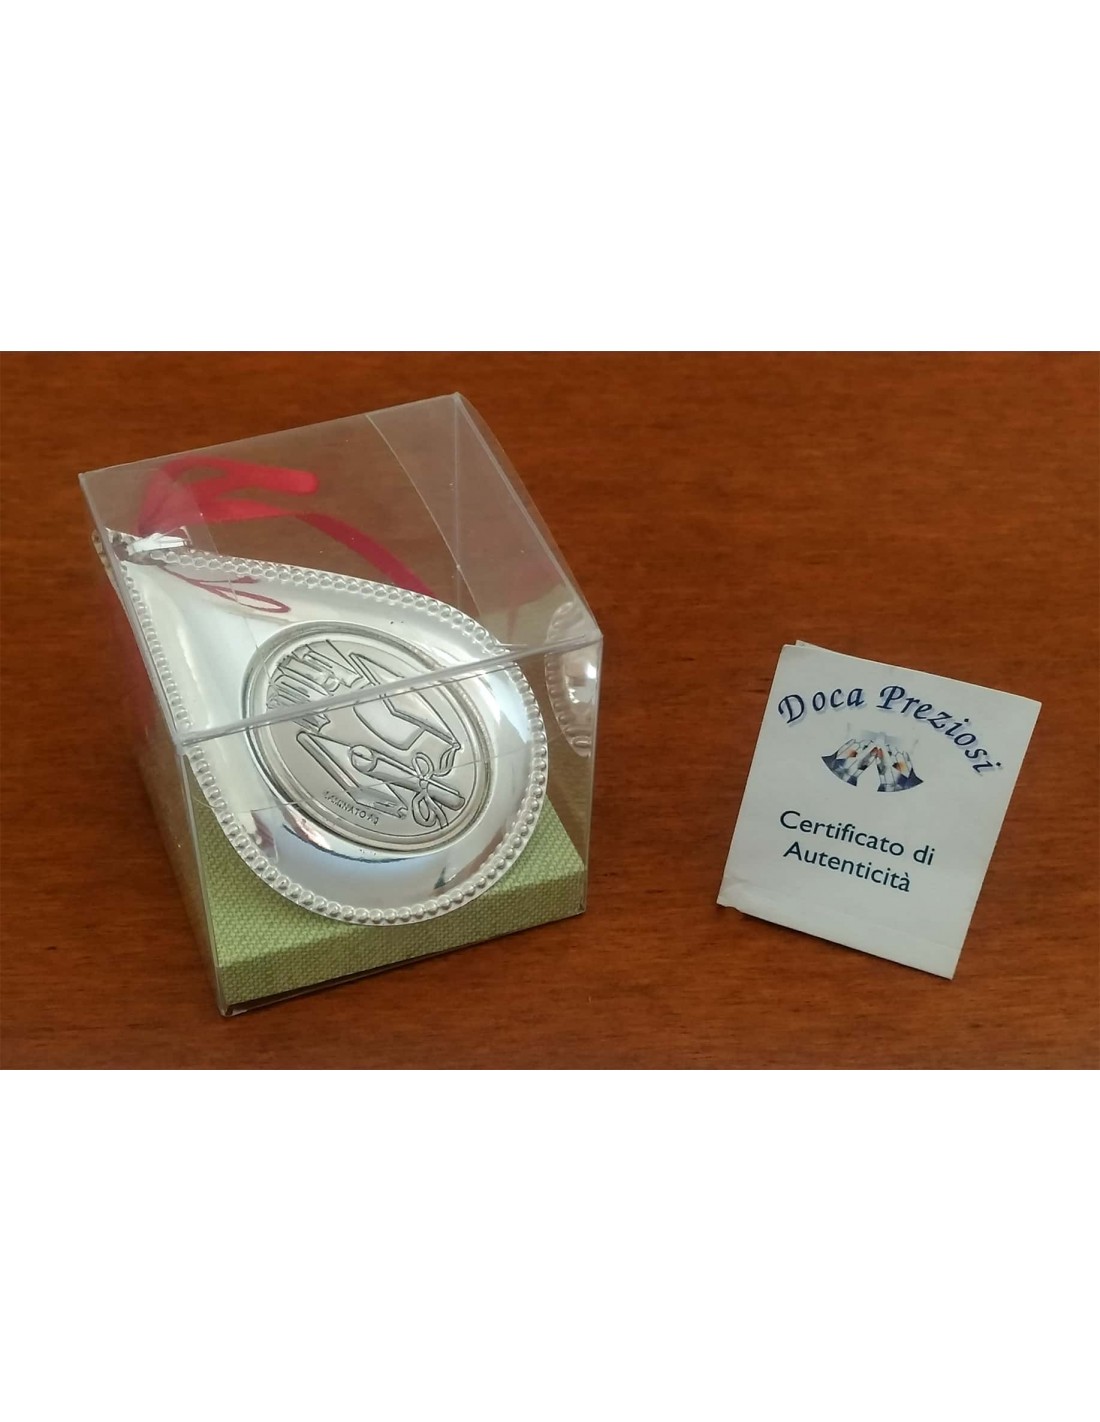 Doca Preziosi
Certificato di
Autenticità